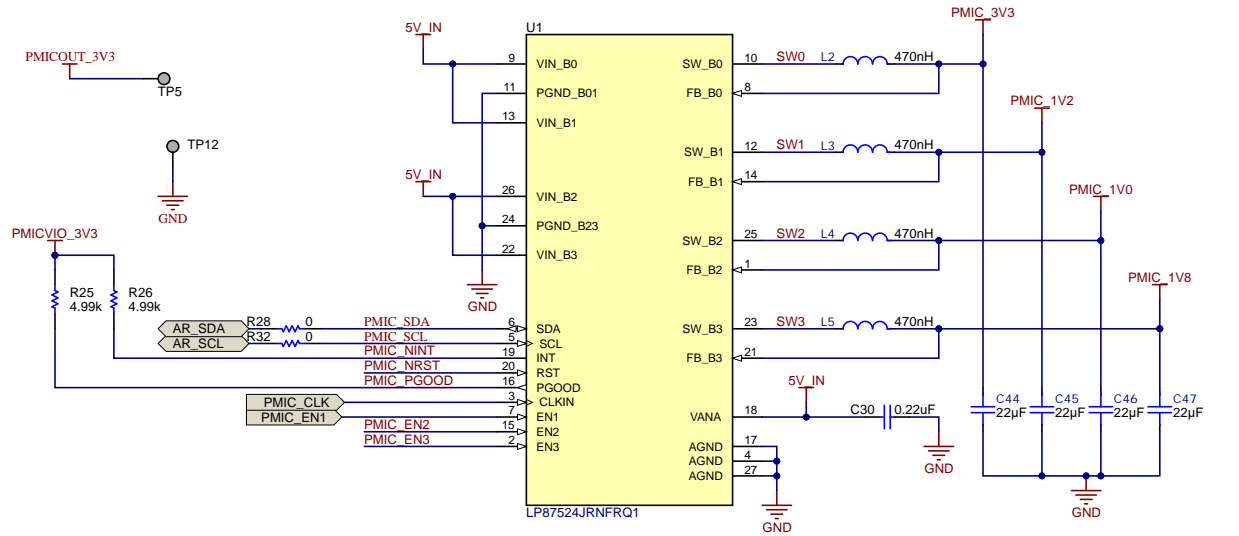 PMIC_3V3
5V_IN
U1
PMICOUT_3V3
9 VIN_B0
SW_B0 10 SW0 L2 470nH
TP5
11 PGND_B01
FB_B0 8
PMIC_1V2
13 VIN_B1
TP12
SW_B1 12 SW1 L3 470nH
5V_IN
FB_B1 14
PMIC_1V0
26 VIN_B2
GND
24 PGND_B23
PMICVIO_3V3
SW_B2 25 SW2 L4 470nH
22 VIN_B3
FB_B2 1
PMIC_1V8
R25 4.99k
R26 4.99k
GND
AR_SDA R28 0 PMIC_SDA 6 SDA
SW_B3 23 SW3 L5 470nH
AR_SCL R32 0 PMIC_SCL 5 SCL
PMIC_NINT 19 INT
FB_B3 21
PMIC_NRST 20 RST
PMIC_PGOOD 16 PGOOD
5V_IN
PMIC_CLK 3 CLKIN
C44 22µF
C45 22µF
C46 22µF
C47 22µF
PMIC_EN1 7 EN1
VANA 18
C30 0.22uF
PMIC_EN2 15 EN2
PMIC_EN3 2 EN3
AGND 17
AGND 4
AGND 27
GND
GND
GND
LP87524JRNFRQ1